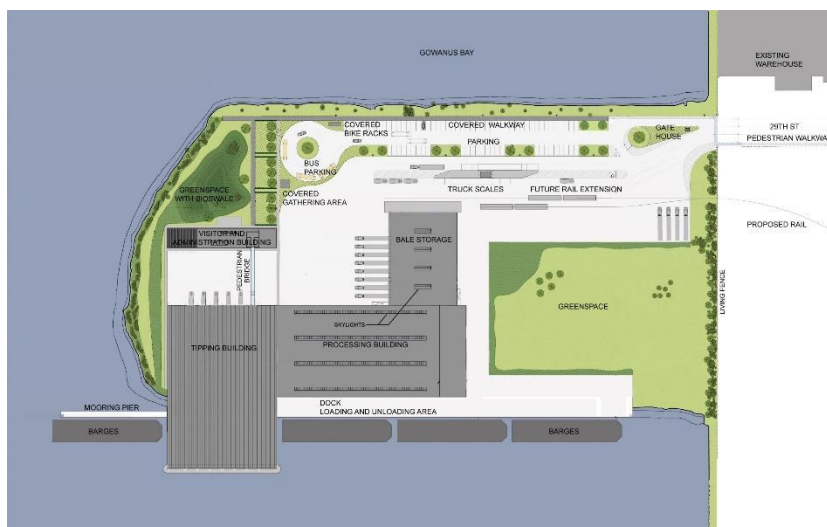 GOWANUS BAY
EXISTING
WAREHOUSE
COVERED
BIKE RACKS
COVERED WALKWAY
GATE
HOUSE
29TH ST
PEDESTRIAN WALKWA
PARKING
BUS
PARKING
GREENSPACE
WITH BIOSWALE
COVERED
GATHERING AREA
TRUCK SCALES
FUTURE RAIL EXTENSION
PROPOSED RAIL
VISITOR AND
ADMINISTRATION BUILDING
BALE STORAGE
PEDESTRIAN
BRIDGE
LIVING FENCE
GREENSPACE
SKYLIGHTS
TIPPING BUILDING
PROCESSING BUILDING
DOCK
LOADING AND UNLOADING AREA
MOORING PIER
BARGES
BARGES